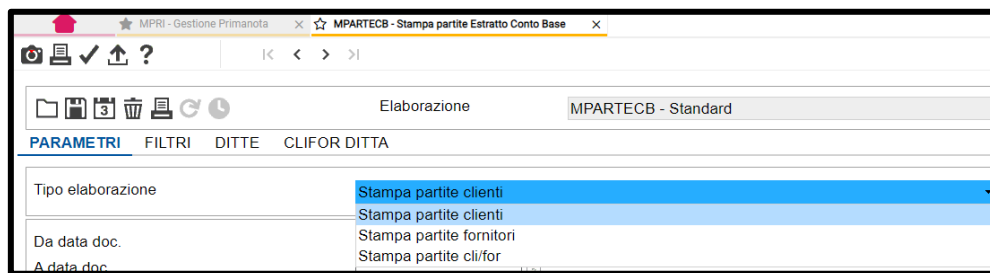 MPRI - Gestione Primanota
MPARTECB - Stampa partite Estratto Conto Base
3
Elaborazione
MPARTECB - Standard
PARAMETRI FILTRI DITTE CLIFOR DITTA
Tipo elaborazione
Stampa partite clienti
Stampa partite clienti
Stampa partite fornitori
Stampa partite cli/for
Da data doc.
A data doc.